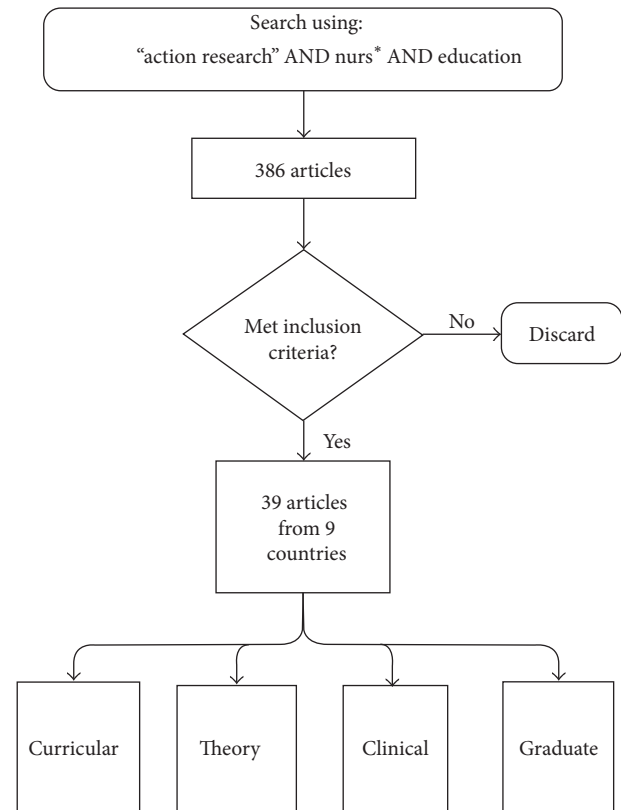 Search using:
“action research” AND nurs* AND education
386 articles
Met inclusion
criteria?
No
Discard
Yes
39 articles
from 9
countries
Curricular
Theory
Clinical
Graduate